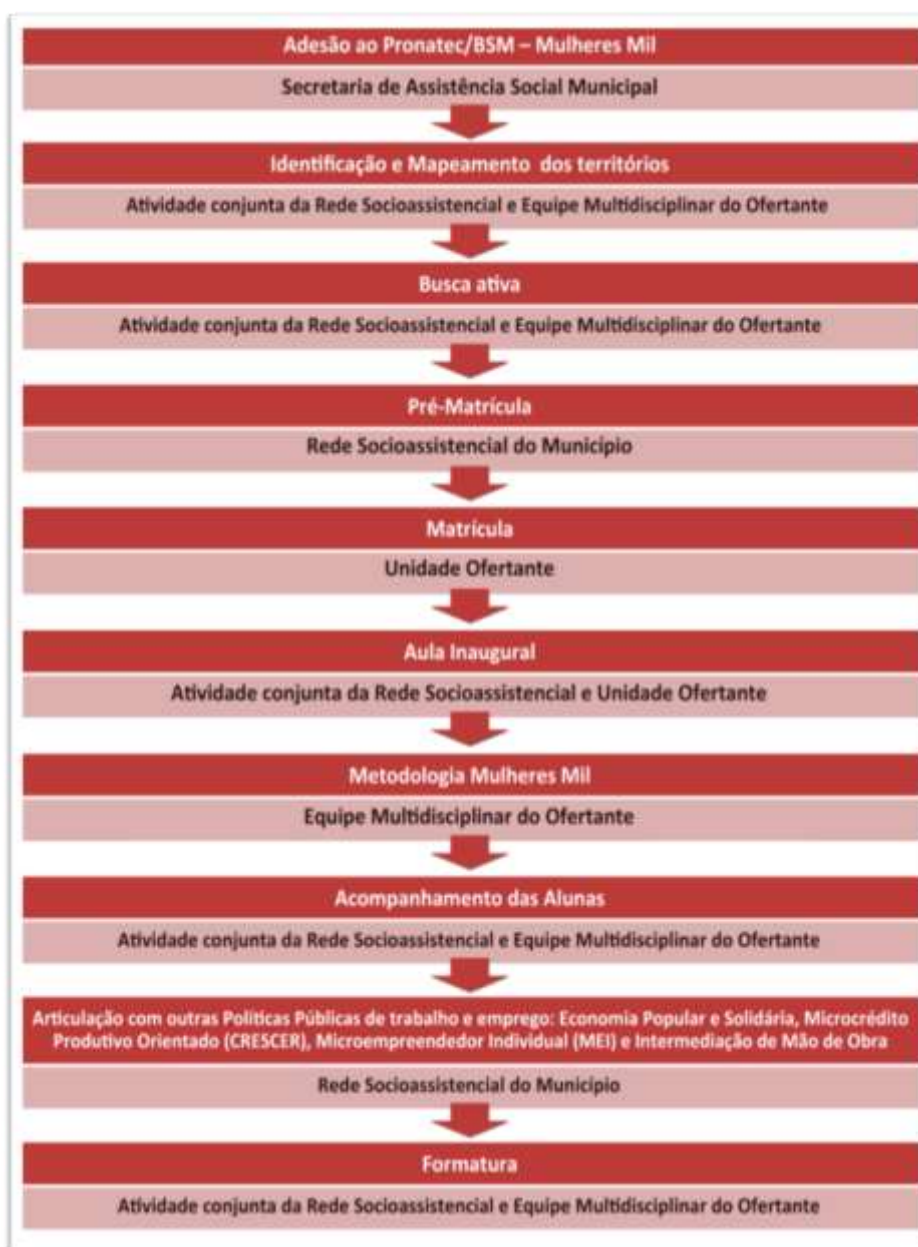 Adesão ao Pronatec/BSM – Mulheres Mil
Secretaria de Assistência Social Municipal
Identificação e Mapeamento dos territórios
Atividade conjunta da Rede Socioassistencial e Equipe Multidisciplinar do Ofertante
Busca ativa
Atividade conjunta da Rede Socioassistencial e Equipe Multidisciplinar do Ofertante
Pré-Matrícula
Rede Socioassistencial do Município
Matrícula
Unidade Ofertante
Aula Inaugural
Atividade conjunta da Rede Socioassistencial e Unidade Ofertante
Metodologia Mulheres Mil
Equipe Multidisciplinar do Ofertante
Acompanhamento das Alunas
Atividade conjunta da Rede Socioassistencial e Equipe Multidisciplinar do Ofertante
Articulação com outras Políticas Públicas de trabalho e emprego: Economia Popular e Solidária, Microcrédito
Produtivo Orientado (CRESCER), Microempreendedor Individual (MEI) e Intermediação de Mão de Obra
Rede Socioassistencial do Município
Formatura
Atividade conjunta da Rede Socioassistencial e Equipe Multidisciplinar do Ofertante